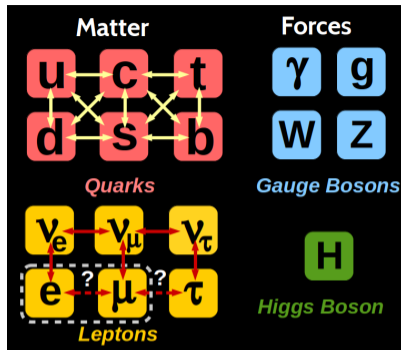 Matter Forces
u c t γ g
d s b W Z
Quarks Gauge Bosons
νe νμ ντ
H
? ?
e μ τ
Higgs Boson
Leptons